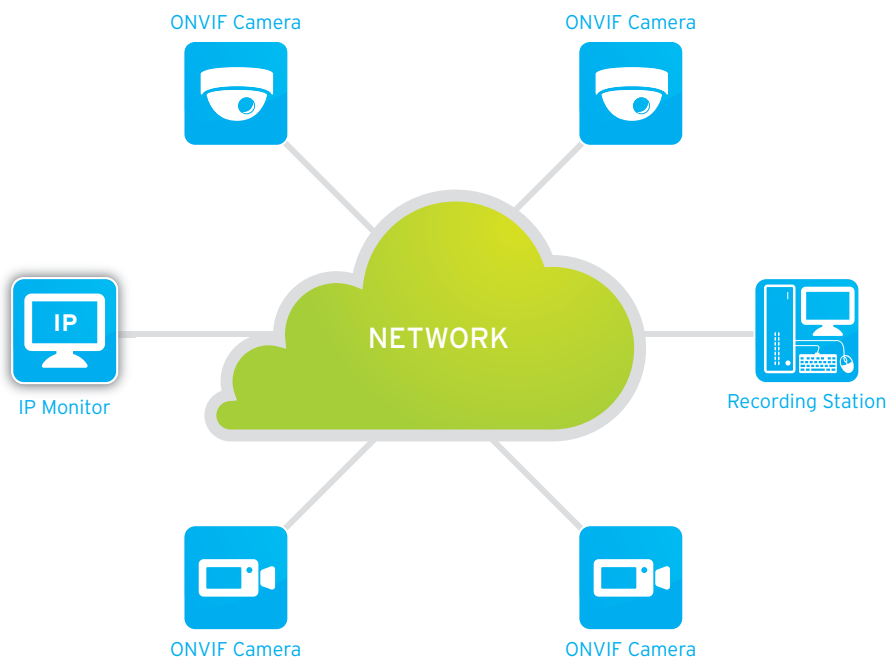 ONVIF Camera
ONVIF Camera
IP
NETWORK
IP Monitor
Recording Station
ONVIF Camera
ONVIF Camera